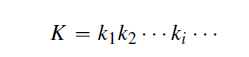 K = k₁k₂ ⋯ kᵢ ⋯